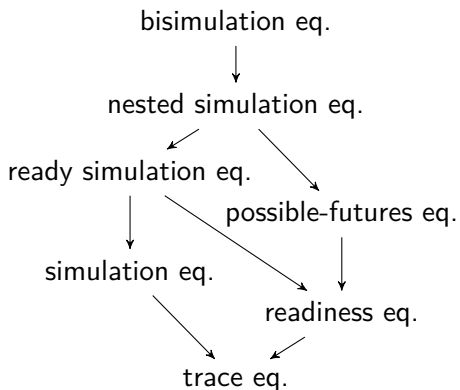 bisimulation eq.
nested simulation eq.
ready simulation eq.
possible-futures eq.
simulation eq.
readiness eq.
trace eq.